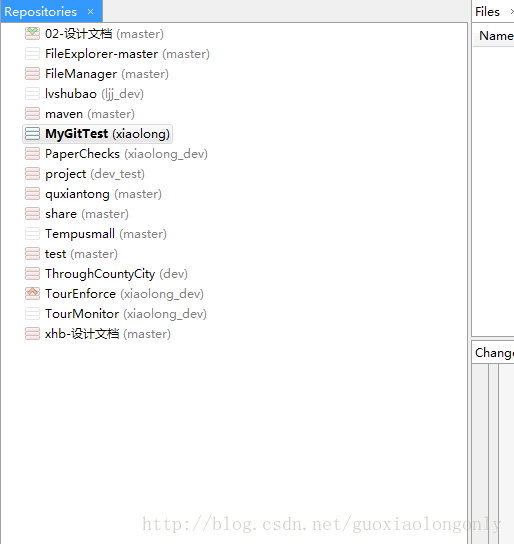 Repositories ×
Files
Name
02-设计文档 (master)
FileExplorer-master (master)
FileManager (master)
lvshubao (ljj_dev)
maven (master)
MyGitTest (xiaolong)
PaperChecks (xiaolong_dev)
project (dev_test)
quxiantong (master)
share (master)
Tempusmall (master)
test (master)
ThroughCountyCity (dev)
TourEnforce (xiaolong_dev)
TourMonitor (xiaolong_dev)
xhb-设计文档 (master)
Change
http://blog.csdn.net/guoxiaolongonly